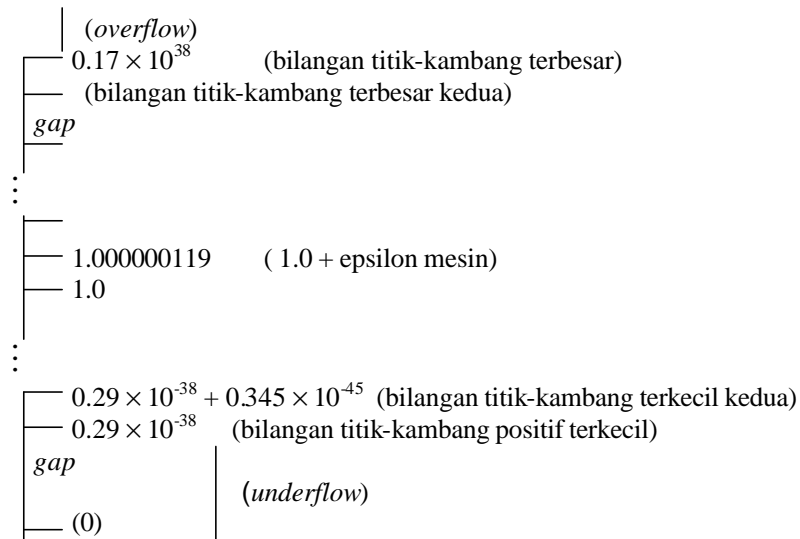 (overflow)
0.17 × 10³⁸ (bilangan titik-kambang terbesar)
(bilangan titik-kambang terbesar kedua)
gap
1.000000119 ( 1.0 + epsilon mesin)
1.0
0.29 × 10⁻³⁸ + 0.345 × 10⁻⁴⁵ (bilangan titik-kambang terkecil kedua)
0.29 × 10⁻³⁸ (bilangan titik-kambang positif terkecil)
gap
(underflow)
(0)